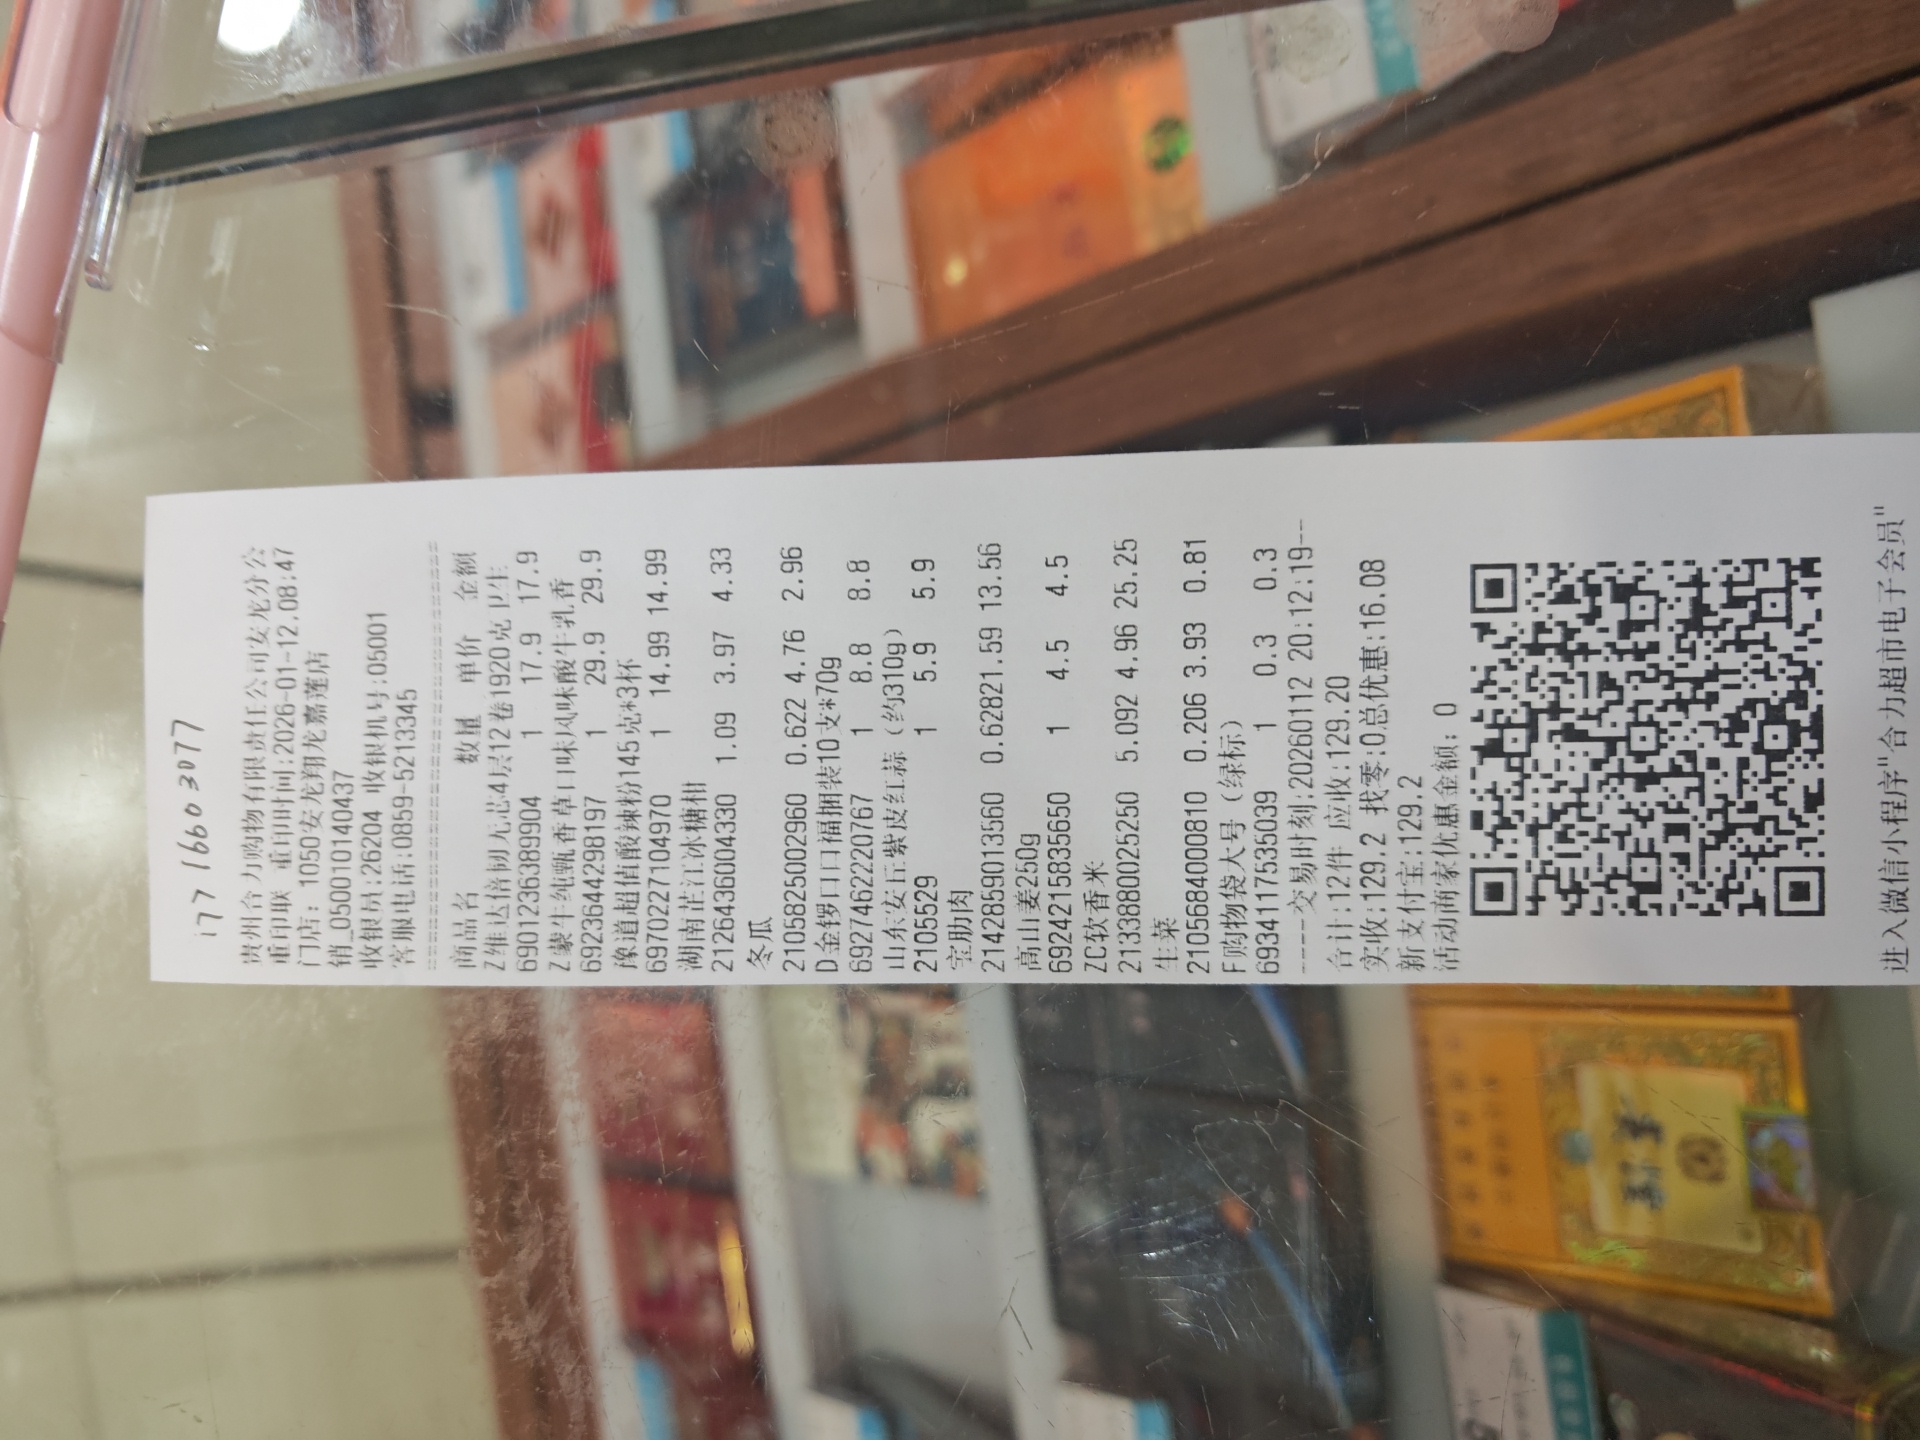 177 1660 3077
贵州合力购物有限责任公司安龙分公
重印联 重印时间:2026-01-12.08:47
门店: 1050安龙翔龙嘉莲店
销_050010140437
收银员:26204 收银机号:05001
客服电话:0859-5213345
商品名 数量 单价 金额
Z维达倍韧无芯4层12卷1920克卫生
6901236389904 1 17.9 17.9
Z蒙牛纯甄香草口味风味酸牛乳香
6923644298197 1 29.9 29.9
豫道超值酸辣粉145克*3杯
6970227104970 1 14.99 14.99
湖南芷江冰糖柑
2126436004330 1.09 3.97 4.33
冬瓜
2105825002960 0.622 4.76 2.96
D金锣口口福捆装10支*70g
6927462220767 1 8.8 8.8
山东安丘紫皮红蒜（约310g）
2105529 1 5.9 5.9
宝肋肉
2142859013560 0.628 21.59 13.56
高山姜250g
6924215835650 1 4.5 4.5
ZC软香米
2133880025250 5.092 4.96 25.25
生菜
2105684000810 0.206 3.93 0.81
F购物袋大号（绿标）
6934117535039 1 0.3 0.3
----交易时刻:20260112 20:12:19--
合计:12件 应收:129.20
实收:129.2 找零:0总优惠:16.08
新支付宝:129.2
活动商家优惠金额: 0
进入微信小程序"合力超市电子会员"